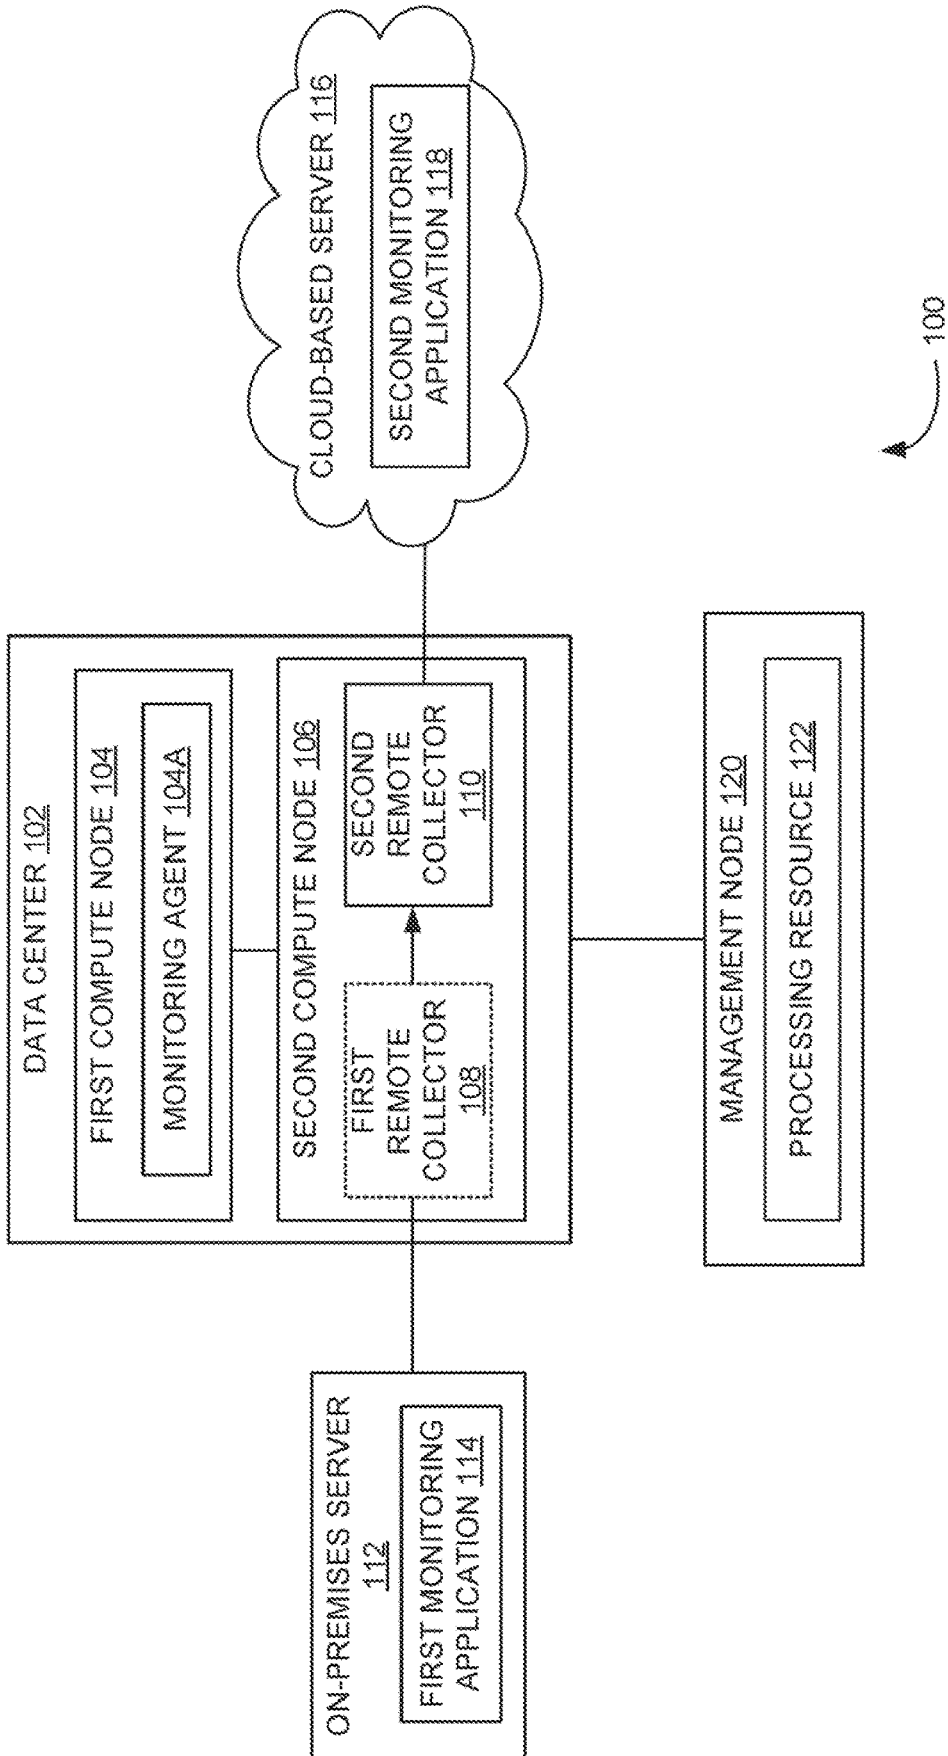 DATA CENTER 102
FIRST COMPUTE NODE 104
MONITORING AGENT 104A
SECOND COMPUTE NODE 106
FIRST
REMOTE
COLLECTOR
108
SECOND
REMOTE
COLLECTOR
110
ON-PREMISES SERVER
112
FIRST MONITORING
APPLICATION 114
CLOUD-BASED SERVER 116
SECOND MONITORING
APPLICATION 118
MANAGEMENT NODE 120
PROCESSING RESOURCE 122
100